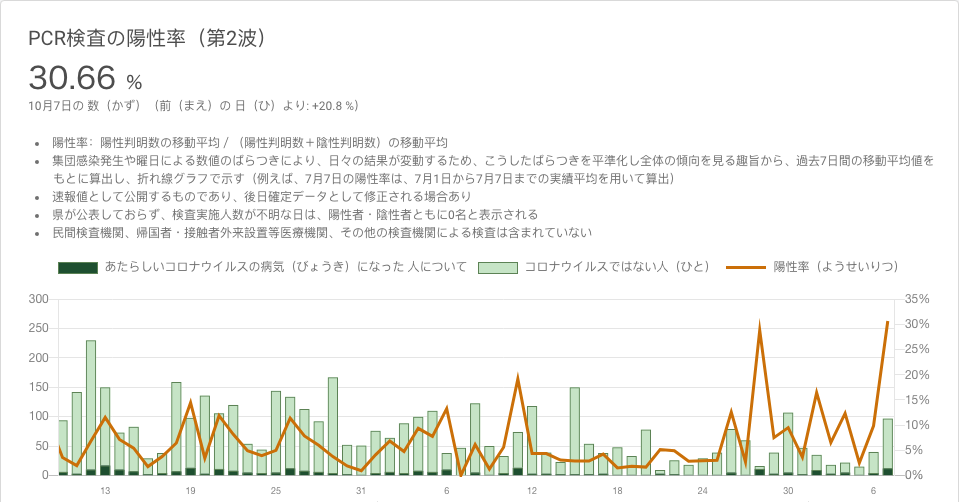 PCR検査の陽性率（第2波）
30.66 %
10月7日の 数（かず）（前（まえ）の 日（ひ）より: +20.8 %）
• 陽性率：陽性判明数の移動平均 / （陽性判明数＋陰性判明数）の移動平均
• 集団感染発生や曜日による数値のばらつきにより、日々の結果が変動するため、こうしたばらつきを平準化し全体の傾向を見る趣旨から、過去7日間の移動平均値を
もとに算出し、折れ線グラフで示す（例えば、7月7日の陽性率は、7月1日から7月7日までの実績平均を用いて算出）
• 速報値として公開するものであり、後日確定データとして修正される場合あり
• 県が公表しておらず、検査実施人数が不明な日は、陽性者・陰性者ともに0名と表示される
• 民間検査機関、帰国者・接触者外来設置等医療機関、その他の検査機関による検査は含まれていない
あたらしいコロナウイルスの病気（びょうき）になった 人について コロナウイルスではない人（ひと） 陽性率（ようせいりつ）
300 35%
250 30%
200 25%
20%
150 15%
100 10%
50 5%
0 0%
13 19 25 31 6 12 18 24 30 6